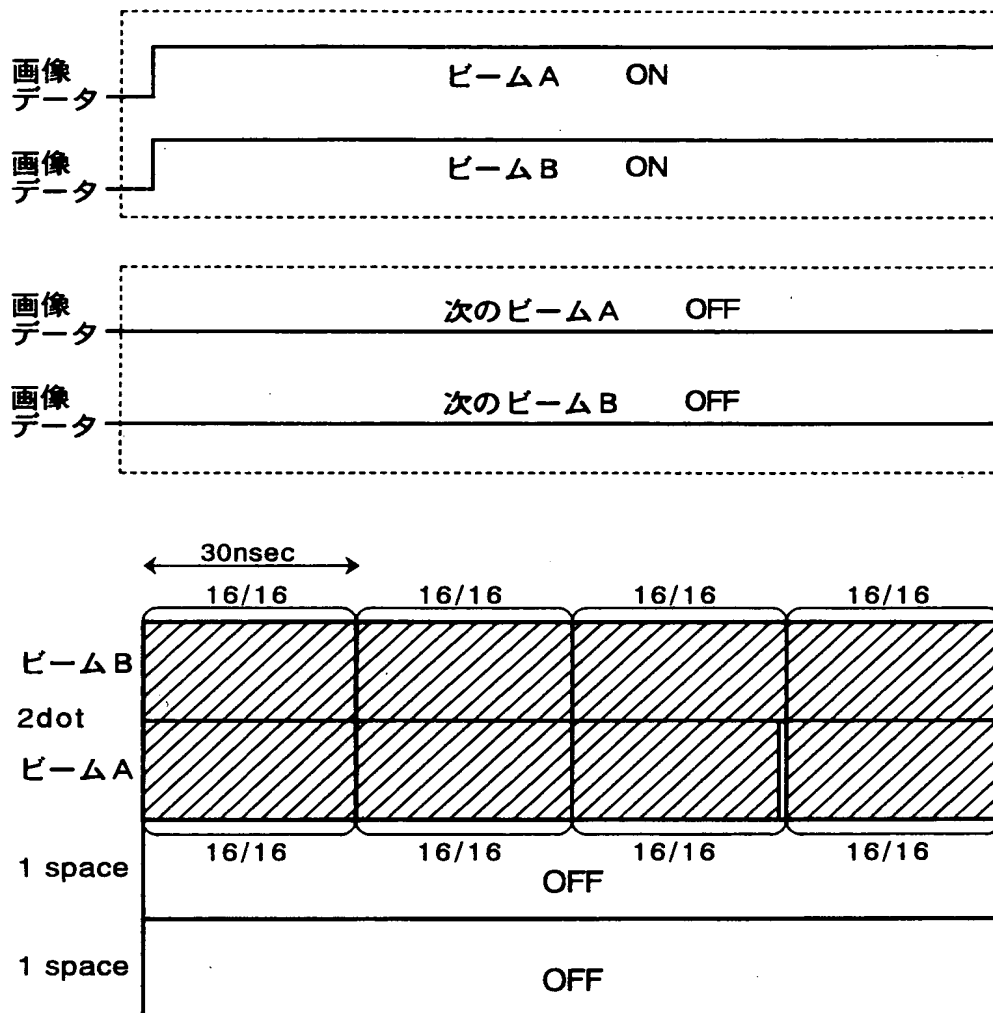 画像
データ
ビームA ON
画像
データ
ビームB ON
画像
データ
次のビームA OFF
画像
データ
次のビームB OFF
30nsec
16/16 16/16 16/16 16/16
ビームB
2dot
ビームA
16/16 16/16 16/16 16/16
1 space
OFF
1 space
OFF